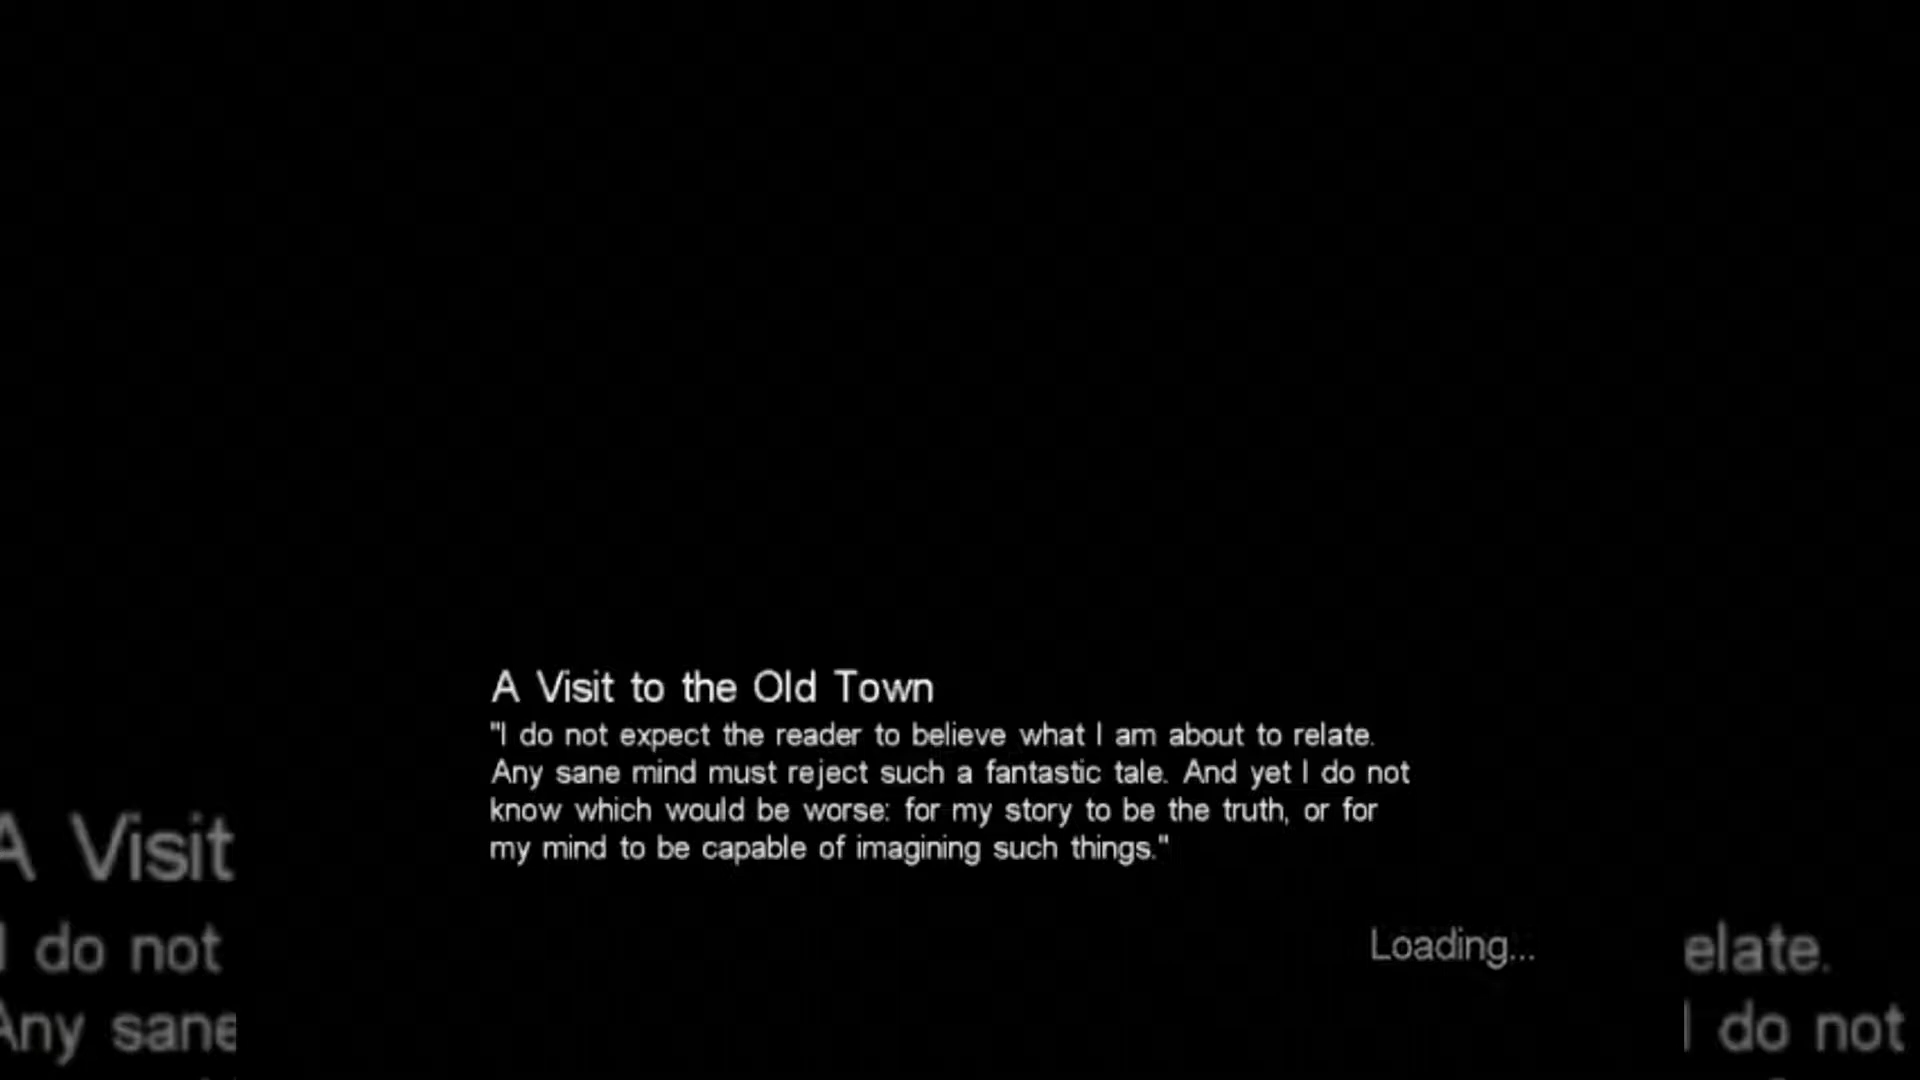 A Visit to the Old Town
"I do not expect the reader to believe what I am about to relate.
Any sane mind must reject such a fantastic tale. And yet I do not
know which would be worse: for my story to be the truth, or for
my mind to be capable of imagining such things."
Loading...
A Visit
I do not
elate.
Any sane
I do not